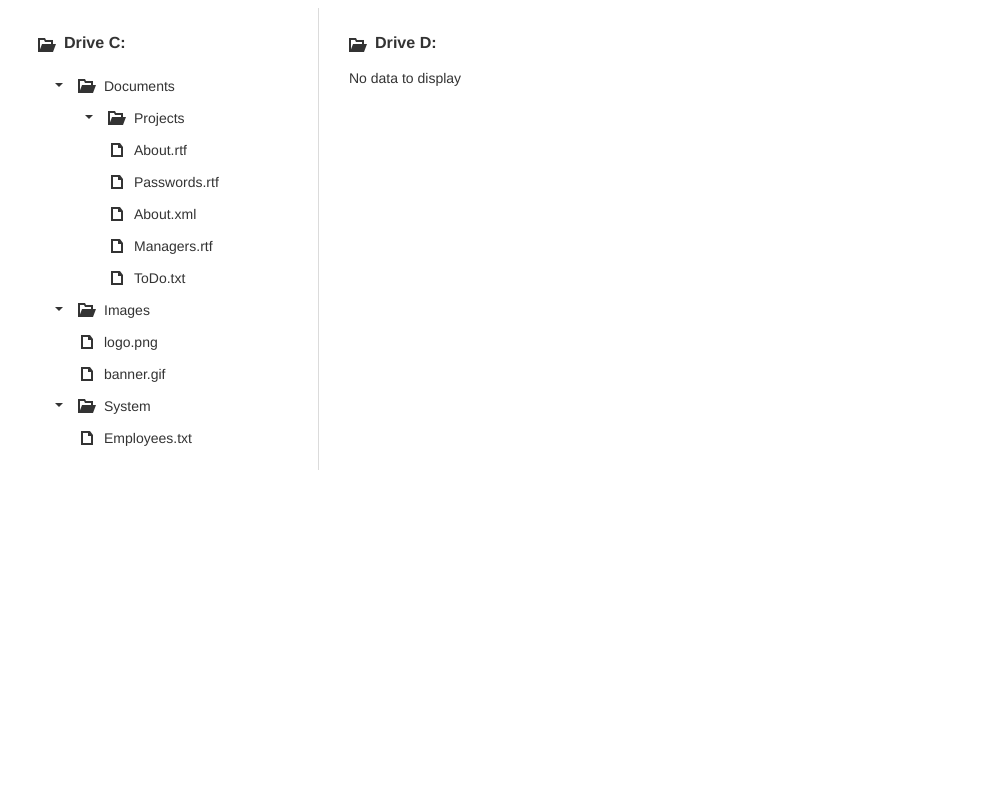 Drive C:
Documents
Projects
About.rtf
Passwords.rtf
About.xml
Managers.rtf
ToDo.txt
Images
logo.png
banner.gif
System
Employees.txt
Drive D:
No data to display